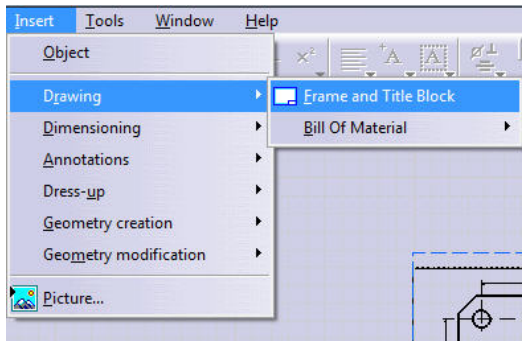 Insert Tools Window Help
Object
Drawing
Frame and Title Block
Dimensioning
Bill Of Material
Annotations
Dress-up
Geometry creation
Geometry modification
Picture...